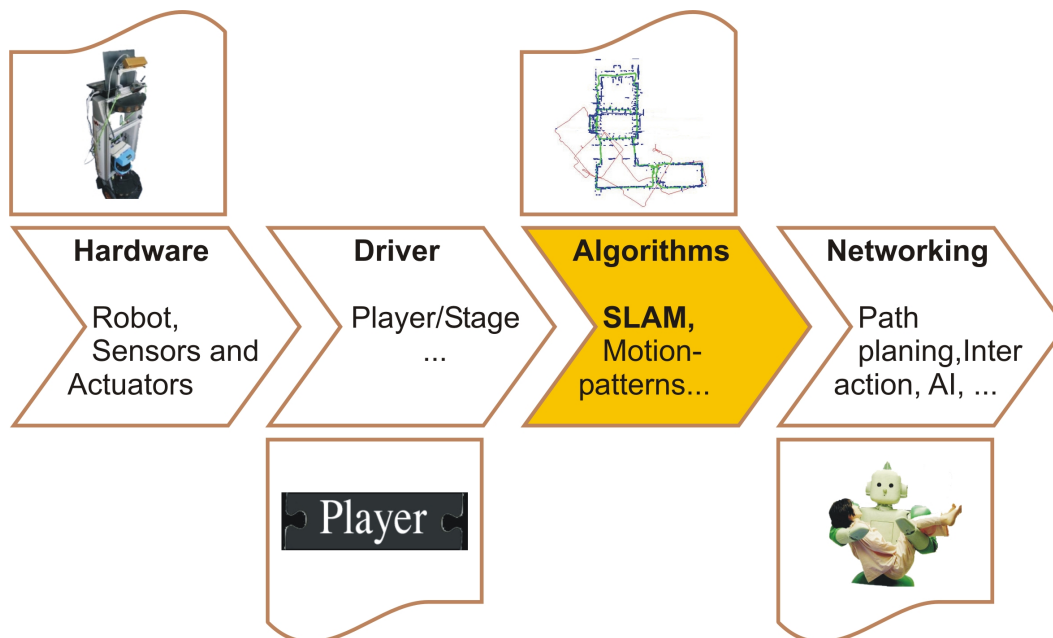 Hardware
Robot,
Sensors and
Actuators
Driver
Player/Stage
...
Algorithms
SLAM,
Motion-
patterns...
Networking
Path
planing,Inter
action, AI, ...
Player